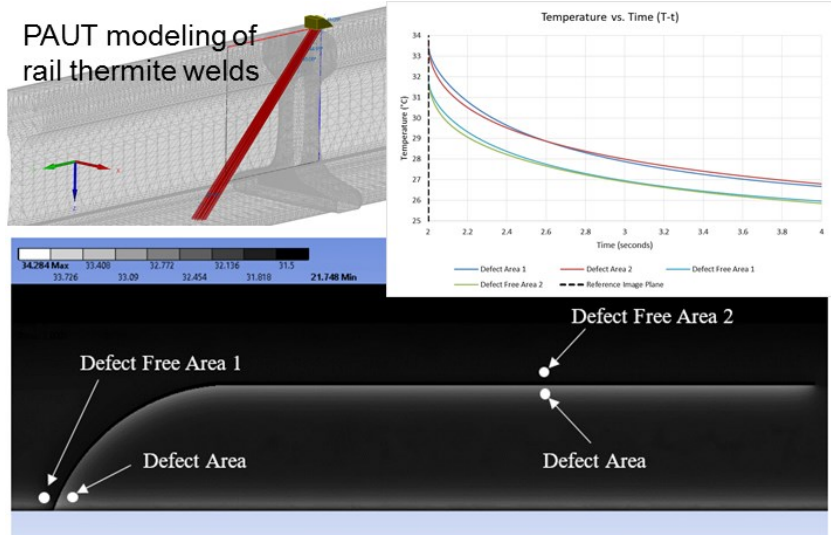 PAUT modeling of
rail thermite welds
Temperature vs. Time (T-t)
Temperature (°C)
34
33
32
31
30
29
28
27
26
25
2
2.2
2.4
2.6
2.8
3
3.2
3.4
3.6
3.8
4
Time (seconds)
Defect Area 1
Defect Area 2
Defect Free Area 1
Defect Free Area 2
Reference Image Plane
34.284 Max
33.408
32.772
32.136
31.5
33.726
33.09
32.454
31.818
21.748 Min
Defect Free Area 2
Defect Free Area 1
Defect Area
Defect Area